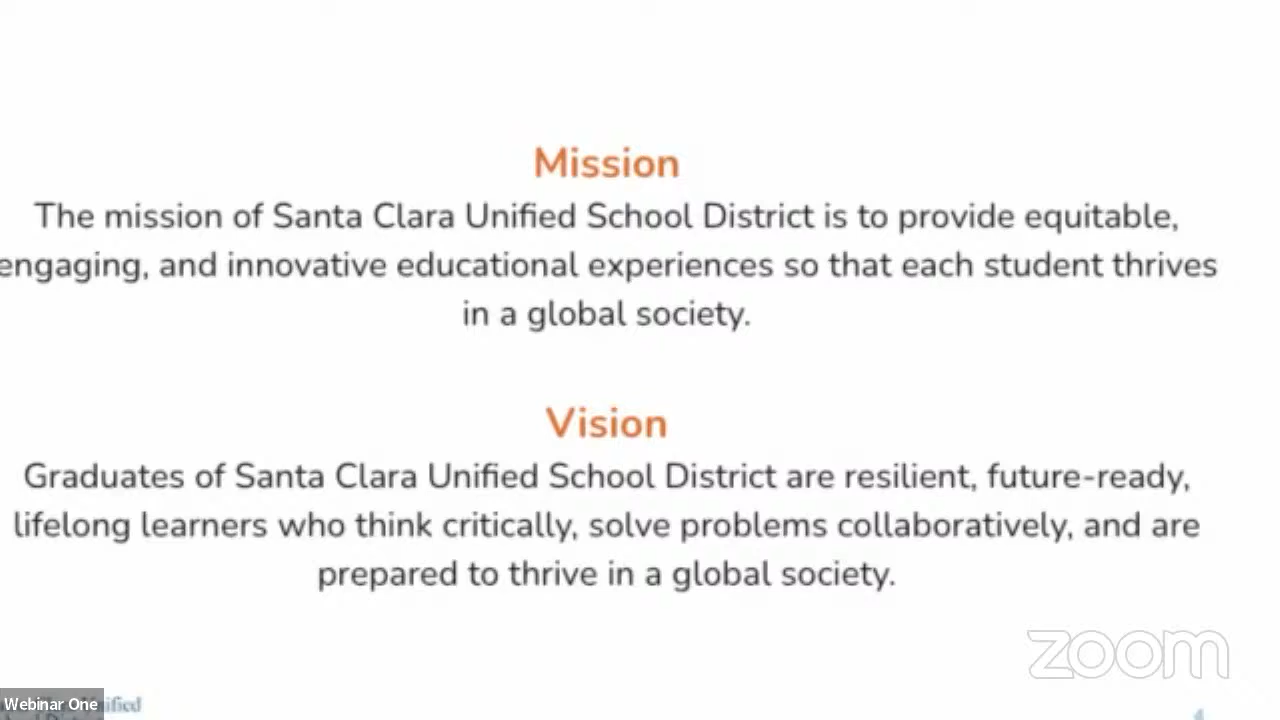 Mission
The mission of Santa Clara Unified School District is to provide equitable,
engaging, and innovative educational experiences so that each student thrives
in a global society.
Vision
Graduates of Santa Clara Unified School District are resilient, future-ready,
lifelong learners who think critically, solve problems collaboratively, and are
prepared to thrive in a global society.
zoom
Webinar One